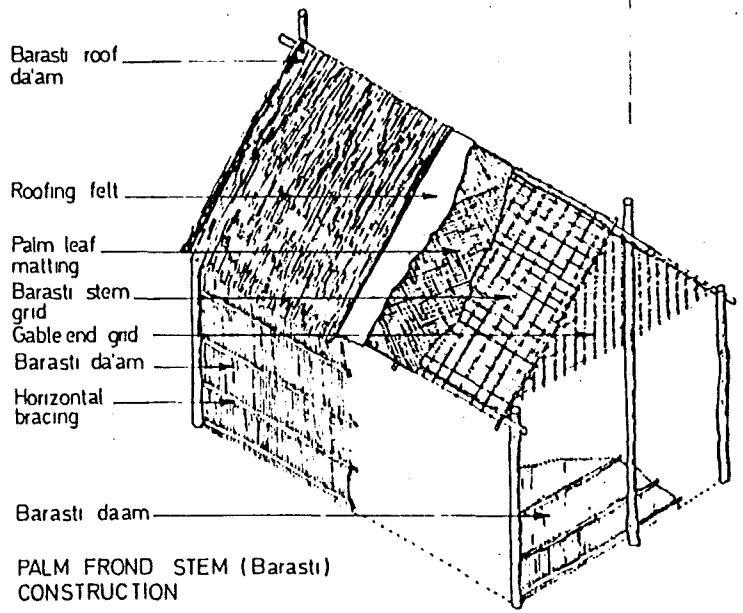 Barasti roof
da'am
Roofing felt
Palm leaf
matting
Barasti stem
grid
Gable end grid
Barasti da'am
Horizontal
bracing
Barasti daam
PALM FROND STEM (Barasti)
CONSTRUCTION